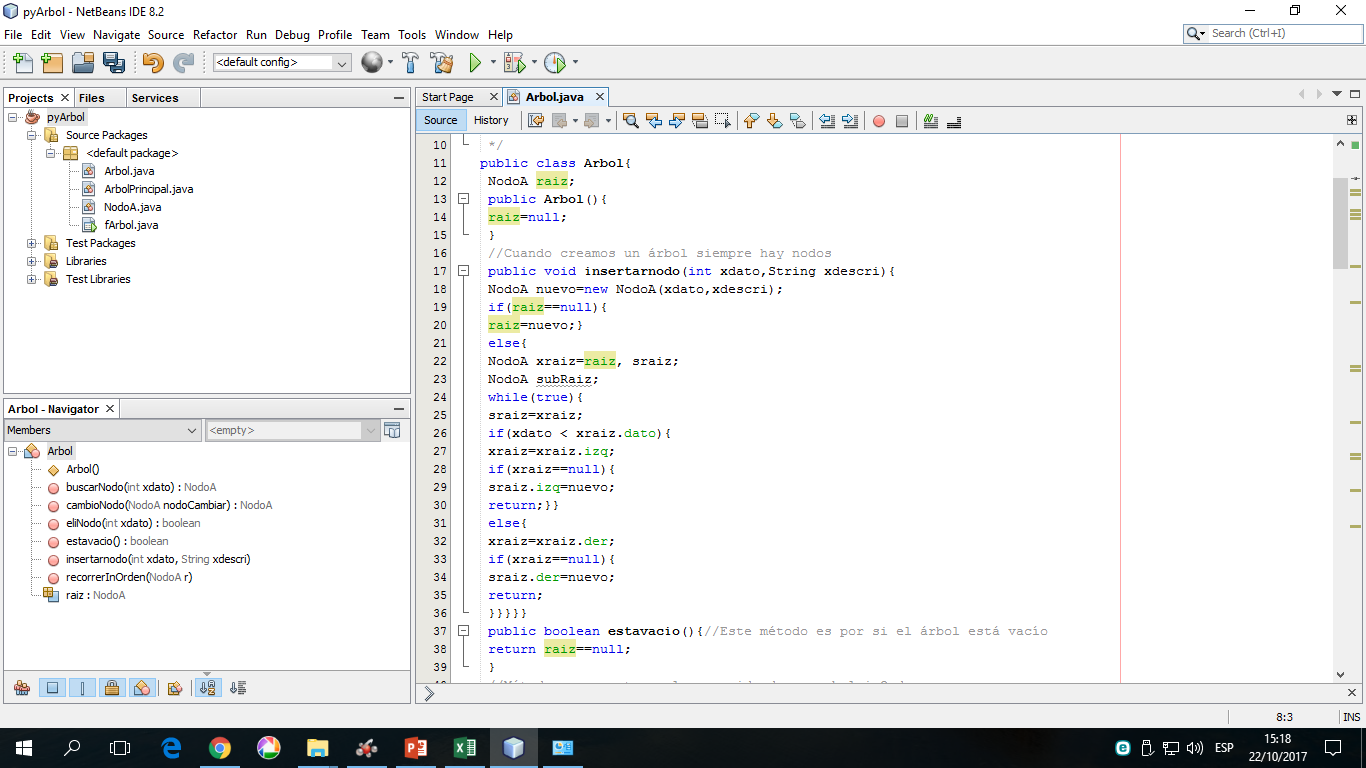 pyArbol - NetBeans IDE 8.2
File Edit View Navigate Source Refactor Run Debug Profile Team Tools Window Help
Search (Ctrl+I)
<default config>
Projects Files Services
pyArbol
Source Packages
<default package>
Arbol.java
ArbolPrincipal.java
NodoA.java
fArbol.java
Test Packages
Libraries
Test Libraries
Arbol - Navigator
Members
<empty>
Arbol
Arbol()
buscarNodo(int xdato) : NodoA
cambioNodo(NodoA nodoCambiar) : NodoA
eliNodo(int xdato) : boolean
estavacio() : boolean
insertarnodo(int xdato, String xdescri)
recorrerInOrden(NodoA r)
raiz : NodoA
Start Page Arbol.java
Source History
10 */
11 public class Arbol{
12 NodoA raiz;
13 public Arbol(){
14 raiz=null;
15 }
16 //Cuando creamos un árbol siempre hay nodos
17 public void insertarnodo(int xdato,String xdescri){
18 NodoA nuevo=new NodoA(xdato,xdescri);
19 if(raiz==null){
20 raiz=nuevo;}
21 else{
22 NodoA xraiz=raiz, sraiz;
23 NodoA subRaiz;
24 while(true){
25 sraiz=xraiz;
26 if(xdato < xraiz.dato){
27 xraiz=xraiz.izq;
28 if(xraiz==null){
29 sraiz.izq=nuevo;
30 return;}}
31 else{
32 xraiz=xraiz.der;
33 if(xraiz==null){
34 sraiz.der=nuevo;
35 return;
36 }}}}}
37 public boolean estavacio(){//Este método es por si el árbol está vacío
38 return raiz==null;
39 }
8:3 INS
ESP
15:18
22/10/2017